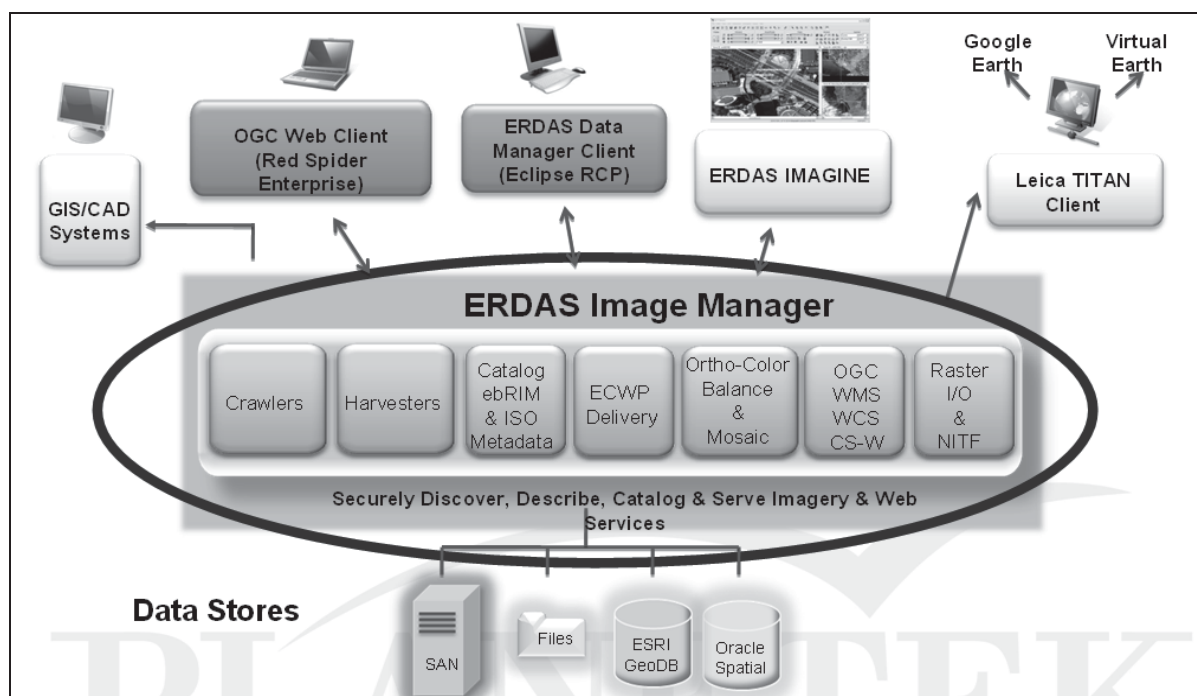 Google
Earth
Virtual
Earth
OGC Web Client
(Red Spider
Enterprise)
ERDAS Data
Manager Client
(Eclipse RCP)
ERDAS IMAGINE
Leica TITAN
Client
GIS/CAD
Systems
ERDAS Image Manager
Crawlers
Harvesters
Catalog
ebRIM
& ISO
Metadata
ECWP
Delivery
Ortho-Color
Balance
&
Mosaic
OGC
WMS
WCS
CS-W
Raster
I/O
&
NITF
Securely Discover, Describe, Catalog & Serve Imagery & Web
Services
Data Stores
SAN
Files
ESRI
GeoDB
Oracle
Spatial